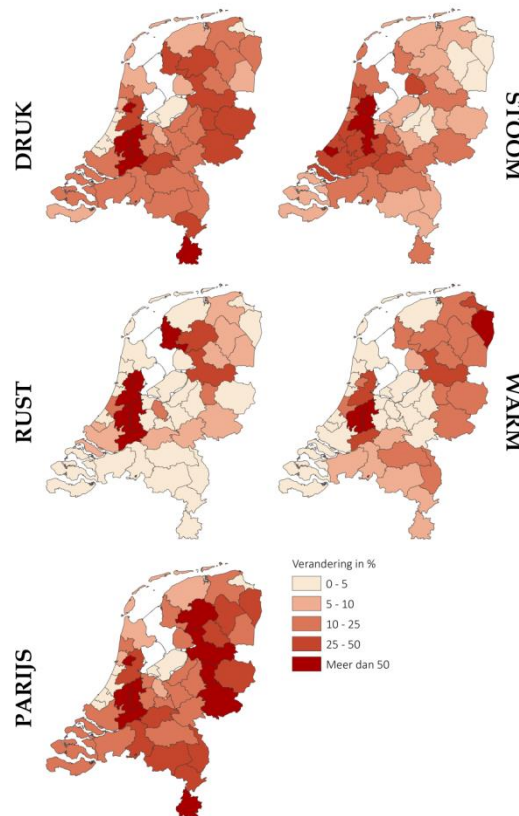 DRUK
STOOM
RUST
WARM
PARIJS
Verandering in %
0 - 5
5 - 10
10 - 25
25 - 50
Meer dan 50